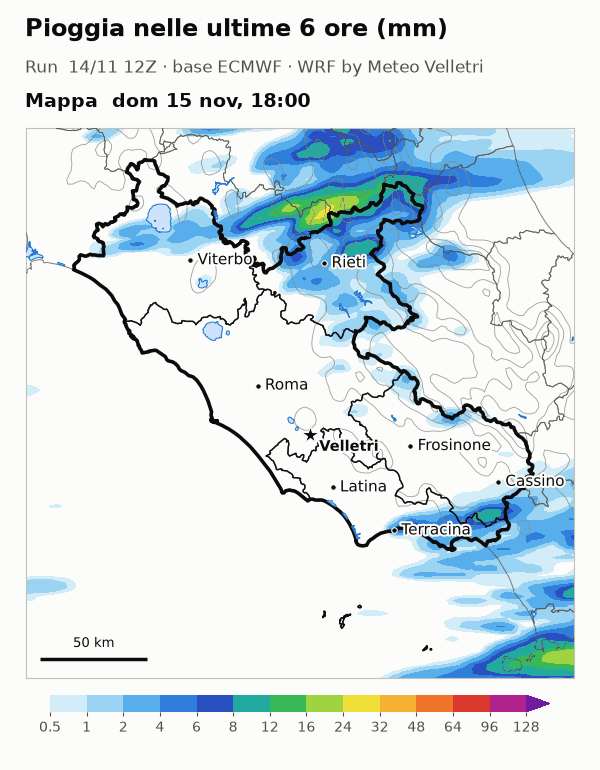 Pioggia nelle ultime 6 ore (mm)
Run 14/11 12Z · base ECMWF · WRF by Meteo Velletri
Mappa dom 15 nov, 18:00
Viterbo
Rieti
Roma
Velletri
Frosinone
Latina
Cassino
Terracina
50 km
0.5 1 2 4 6 8 12 16 24 32 48 64 96 128